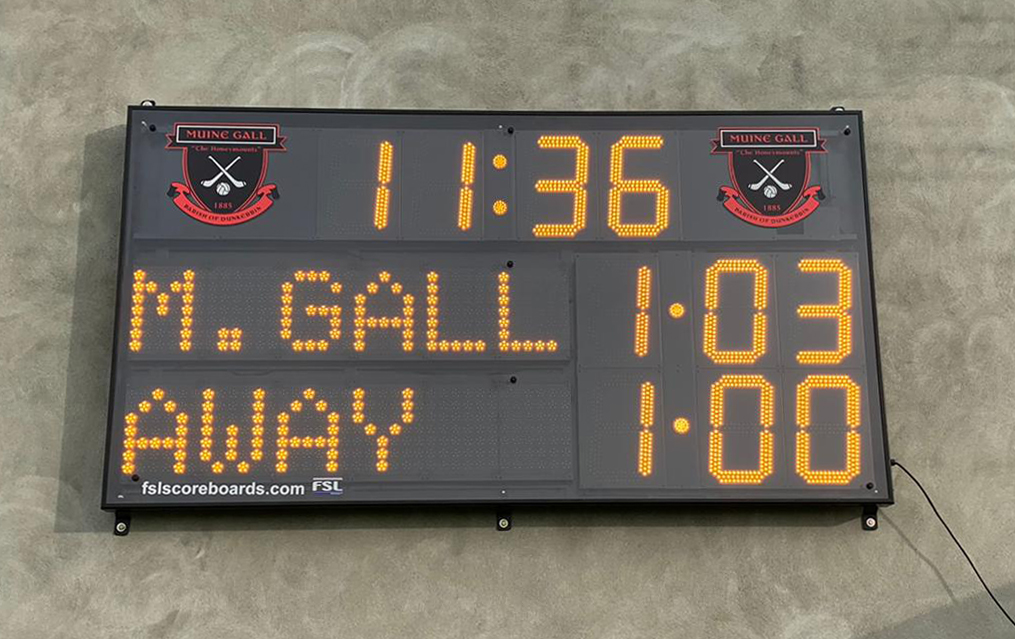 MUINE GALL
"The Honeymounts"
1885
PARISH OF DUNKERRIN
11:36
MUINE GALL
"The Honeymounts"
1885
PARISH OF DUNKERRIN
M.GALL 1·03
AWAY 1·00
fslscoreboards.com FSL